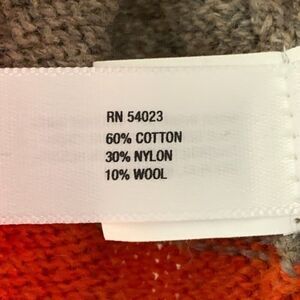 RN 54023
60% COTTON
30% NYLON
10% WOOL